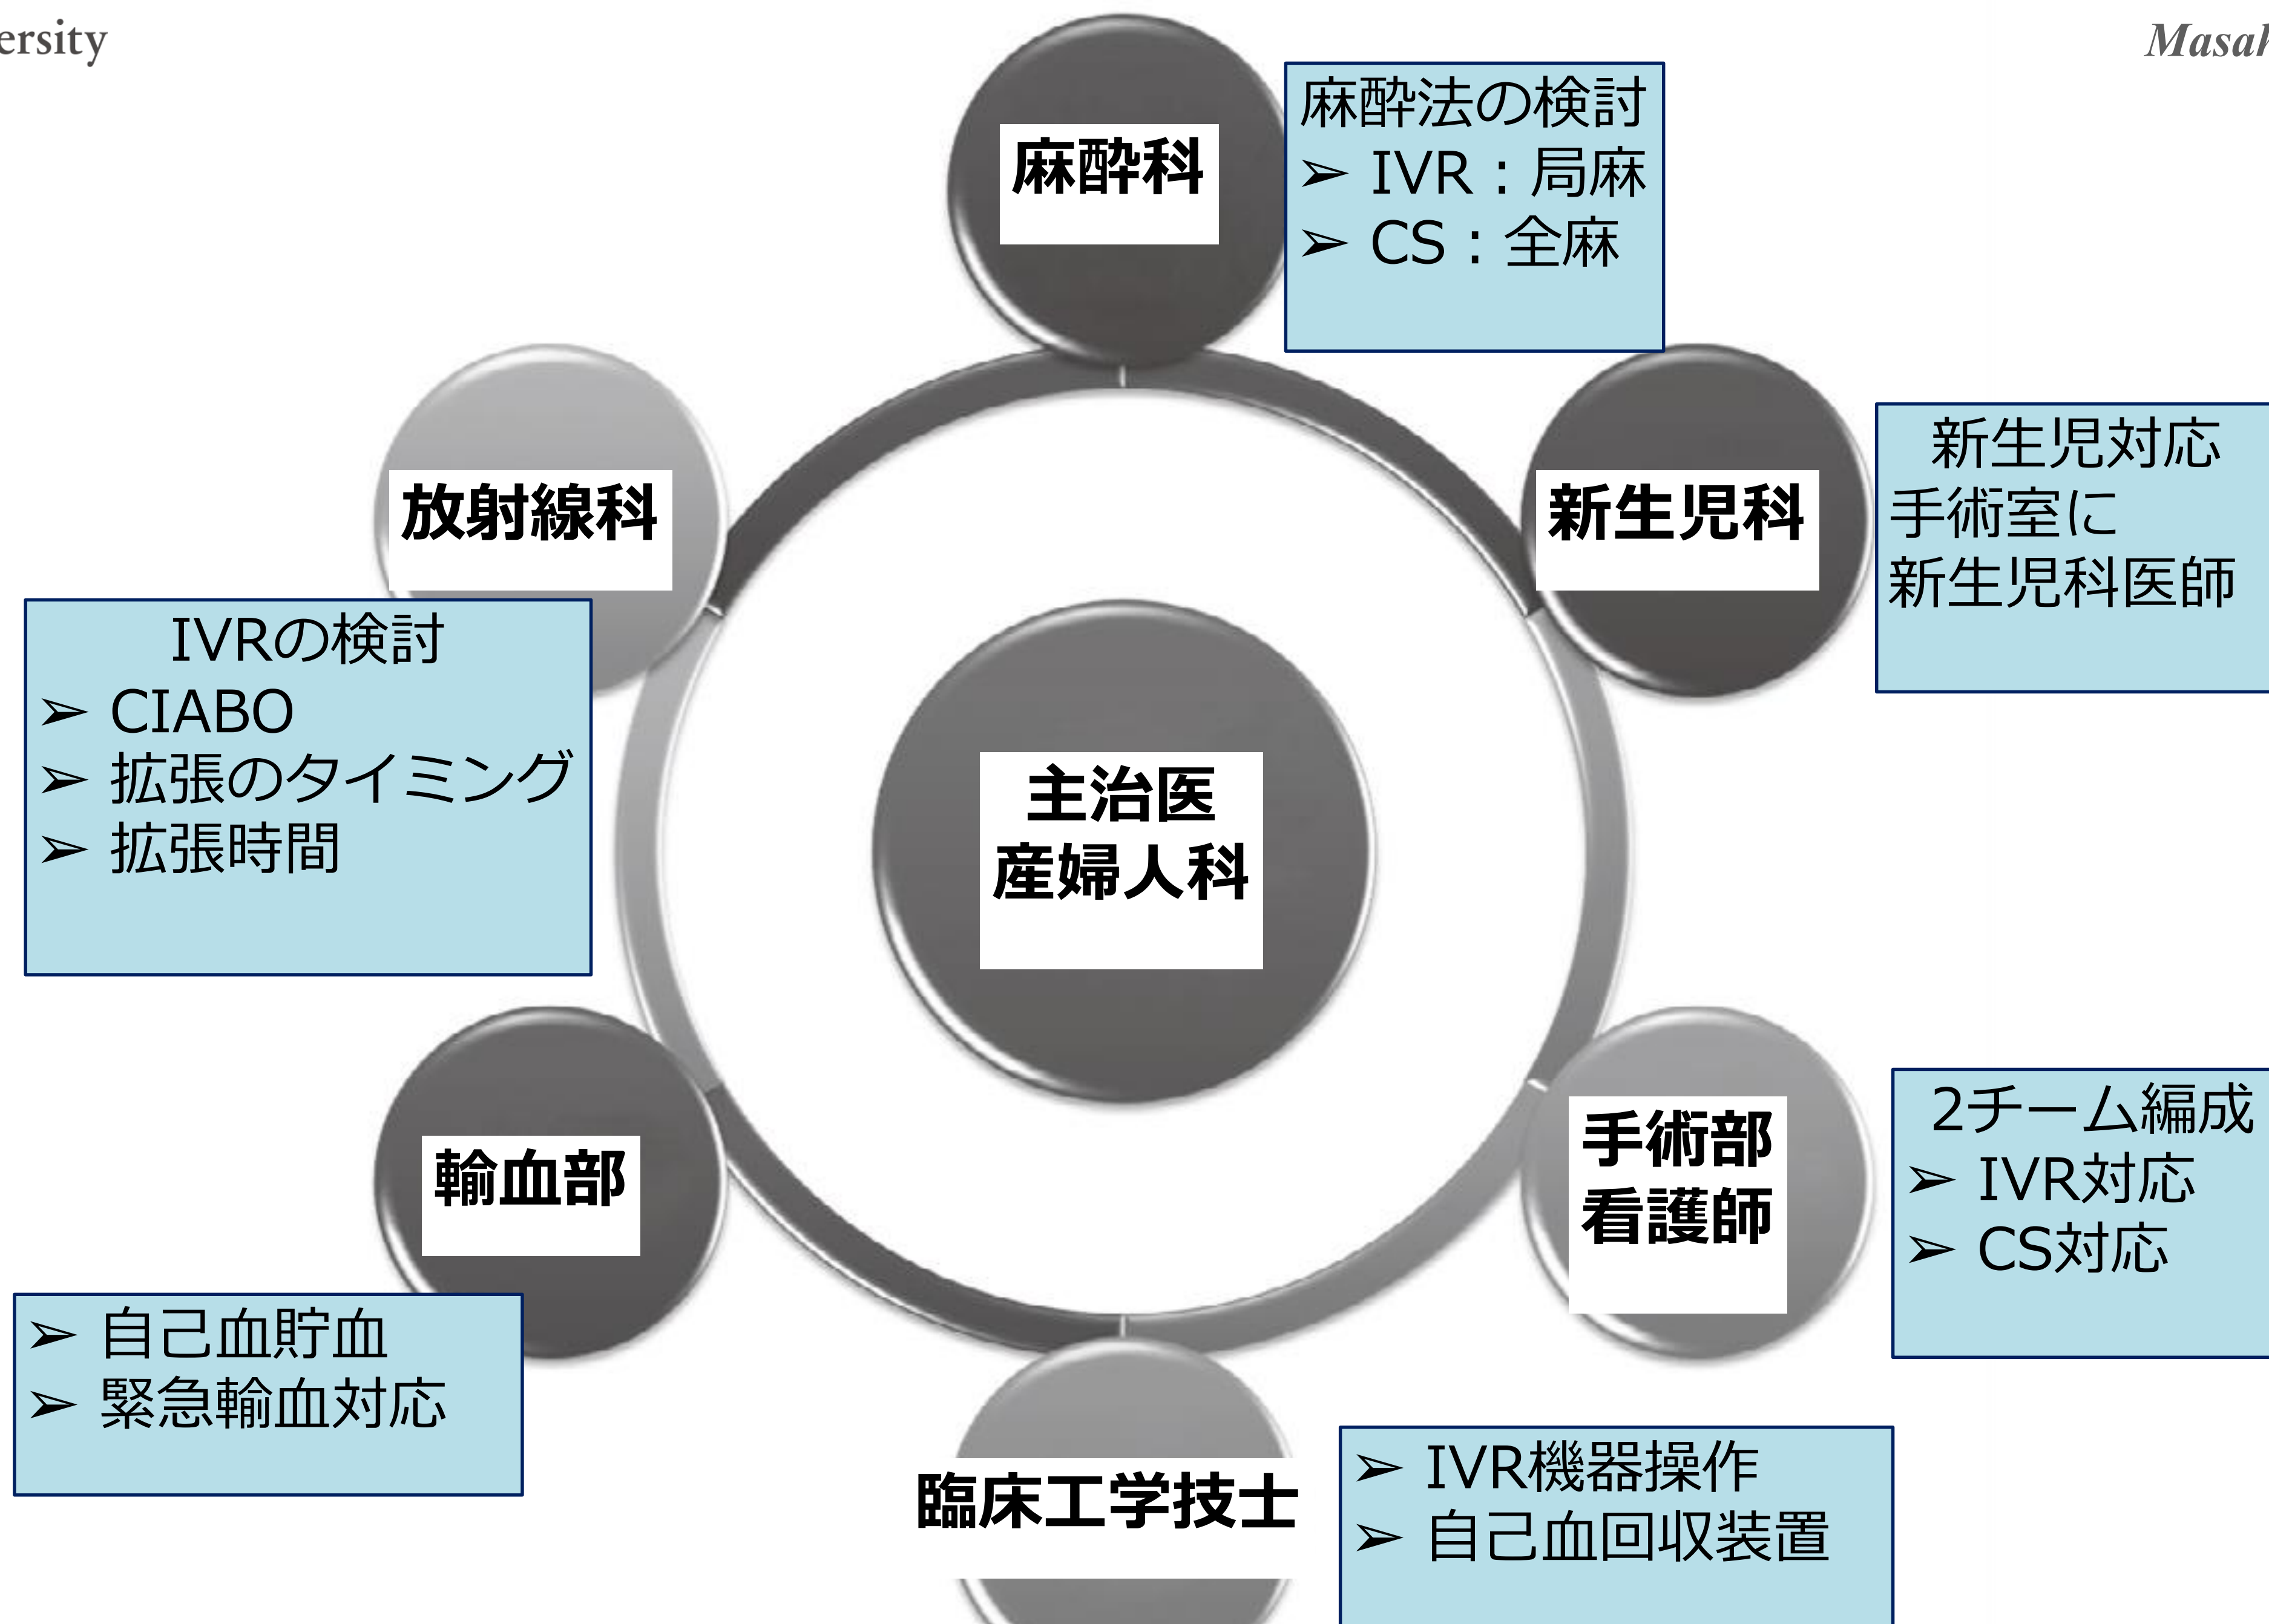 麻酔科
麻酔法の検討
➢ IVR：局麻
➢ CS：全麻
新生児科
新生児対応
手術室に
新生児科医師
放射線科
IVRの検討
➢ CIABO
➢ 拡張のタイミング
➢ 拡張時間
主治医
産婦人科
手術部
看護師
2チーム編成
➢ IVR対応
➢ CS対応
輸血部
➢ 自己血貯血
➢ 緊急輸血対応
臨床工学技士
➢ IVR機器操作
➢ 自己血回収装置